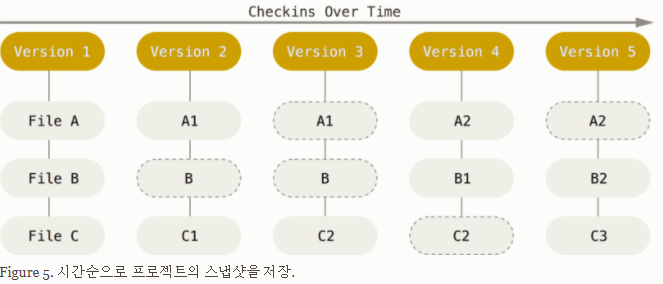 Checkins Over Time
Version 1 Version 2 Version 3 Version 4 Version 5
File A A1 A1 A2 A2
File B B B B1 B2
File C C1 C2 C2 C3
Figure 5. 시간순으로 프로젝트의 스냅샷을 저장.